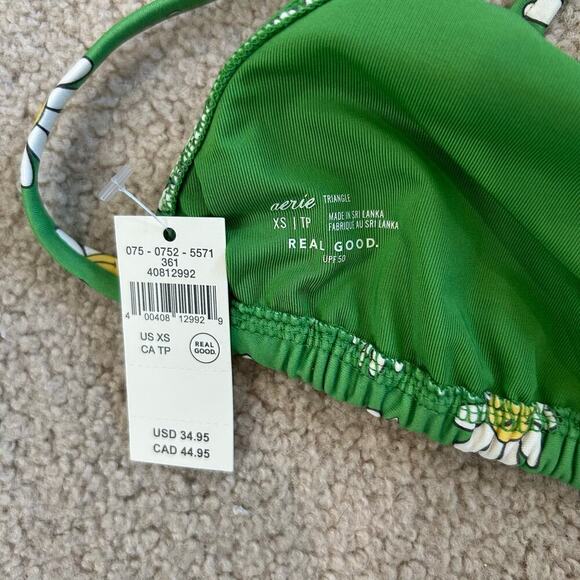 aerie TRIANGLE
XS | TP MADE IN SRI LANKA
FABRIQUE AU SRI LANKA
REAL GOOD.
UPF 50
075 - 0752 - 5571
361
40812992
4 00408 12992 9
US XS
CA TP
REAL
GOOD.
USD 34.95
CAD 44.95